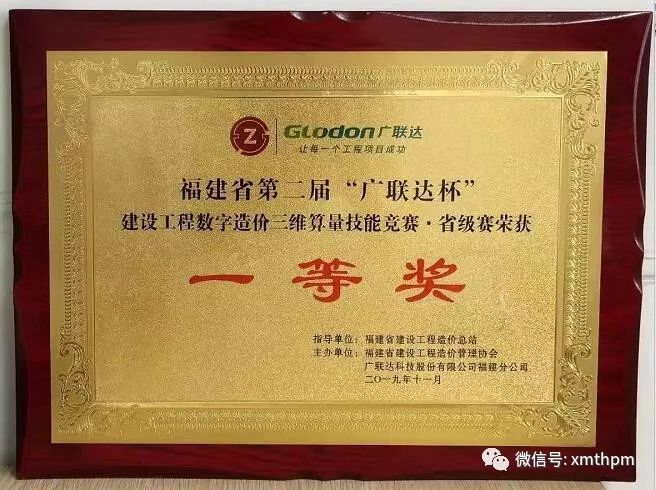 Z GLODON广联达
让每一个工程项目成功
福建省第二届“广联达杯”
建设工程数字造价三维算量技能竞赛·省级赛荣获
一等奖
指导单位：福建省建设工程造价总站
主办单位：福建省建设工程造价管理协会
广联达科技股份有限公司福建分公司
二〇一九年十一月
微信号: xmthpm